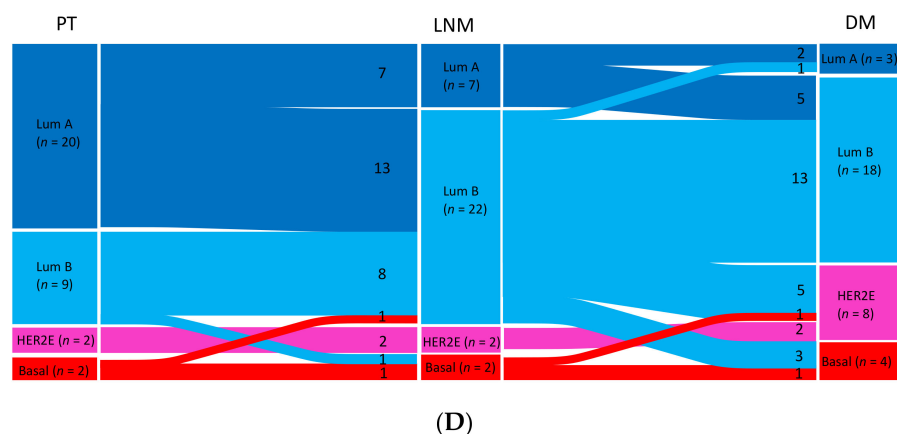 PT LNM DM
Lum A
(n = 20)
Lum B
(n = 9)
HER2E (n = 2)
Basal (n = 2)
7
13
8
1
2
1
1
Lum A
(n = 7)
Lum B
(n = 22)
HER2E (n = 2)
Basal (n = 2)
2
1
5
13
5
1
2
3
1
Lum A (n = 3)
Lum B
(n = 18)
HER2E
(n = 8)
Basal (n = 4)
(D)